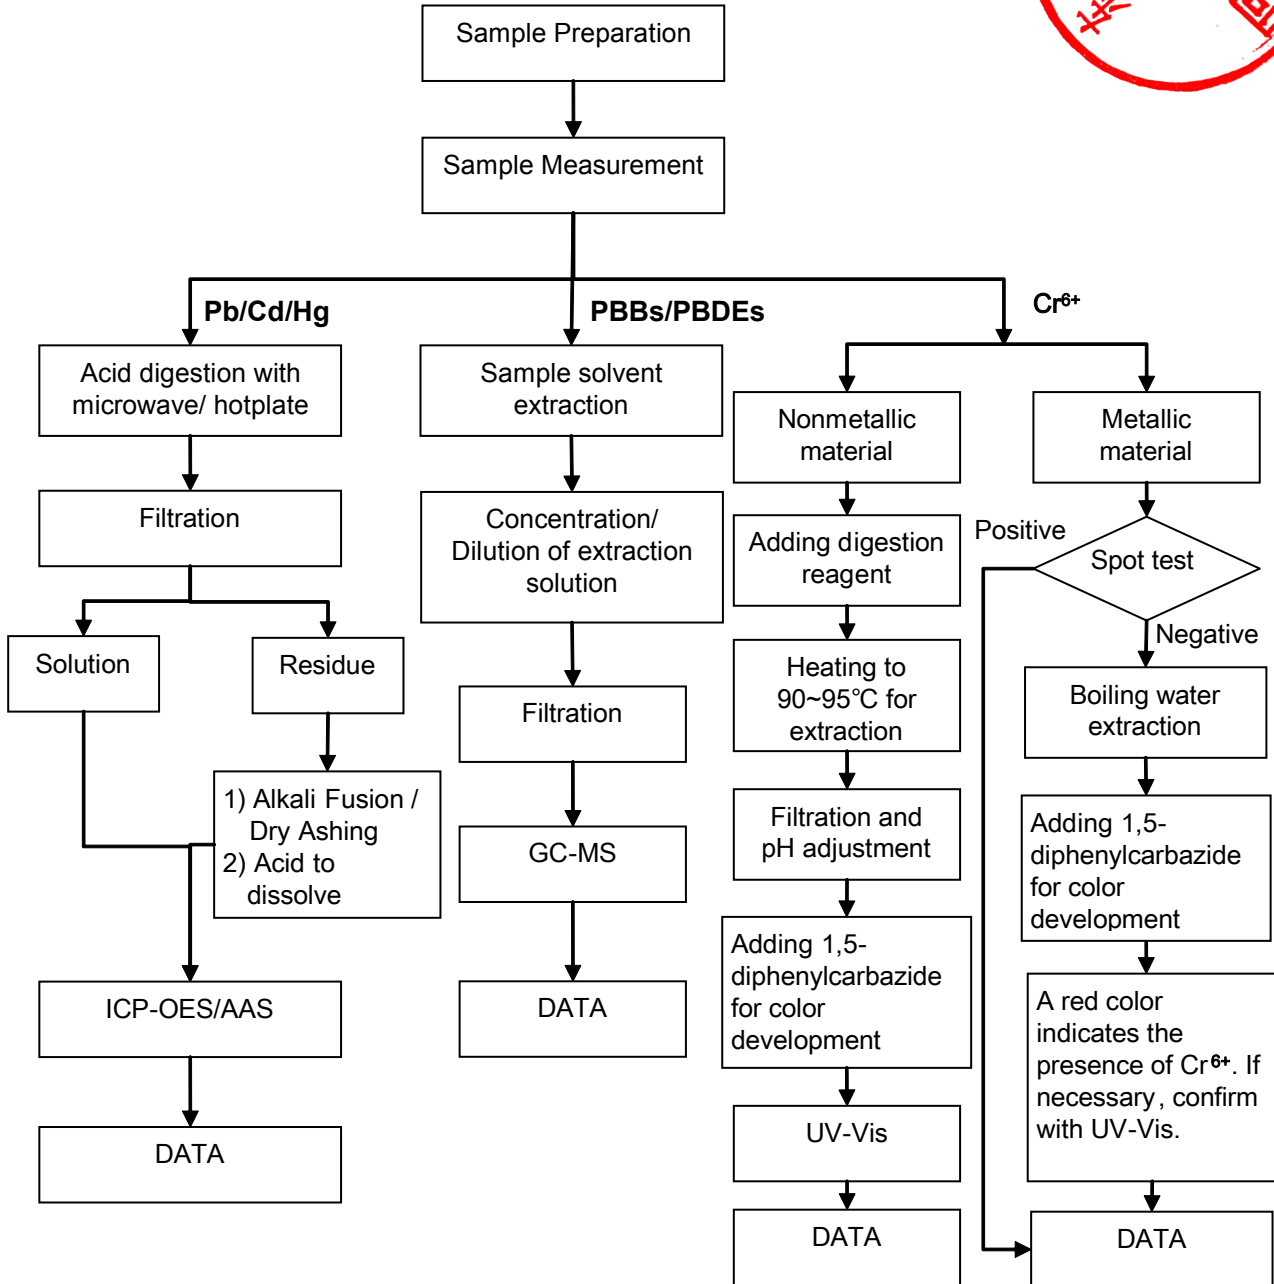 Sample Preparation
Sample Measurement
Pb/Cd/Hg
PBBs/PBDEs
Cr6+
Acid digestion with
microwave/ hotplate
Filtration
Solution
Residue
1) Alkali Fusion /
Dry Ashing
2) Acid to
dissolve
ICP-OES/AAS
DATA
Sample solvent
extraction
Concentration/
Dilution of extraction
solution
Filtration
GC-MS
DATA
Nonmetallic
material
Adding digestion
reagent
Heating to
90~95℃ for
extraction
Filtration and
pH adjustment
Adding 1,5-
diphenylcarbazide
for color
development
UV-Vis
DATA
Metallic
material
Positive
Spot test
Negative
Boiling water
extraction
Adding 1,5-
diphenylcarbazide
for color
development
A red color
indicates the
presence of Cr6+. If
necessary, confirm
with UV-Vis.
DATA